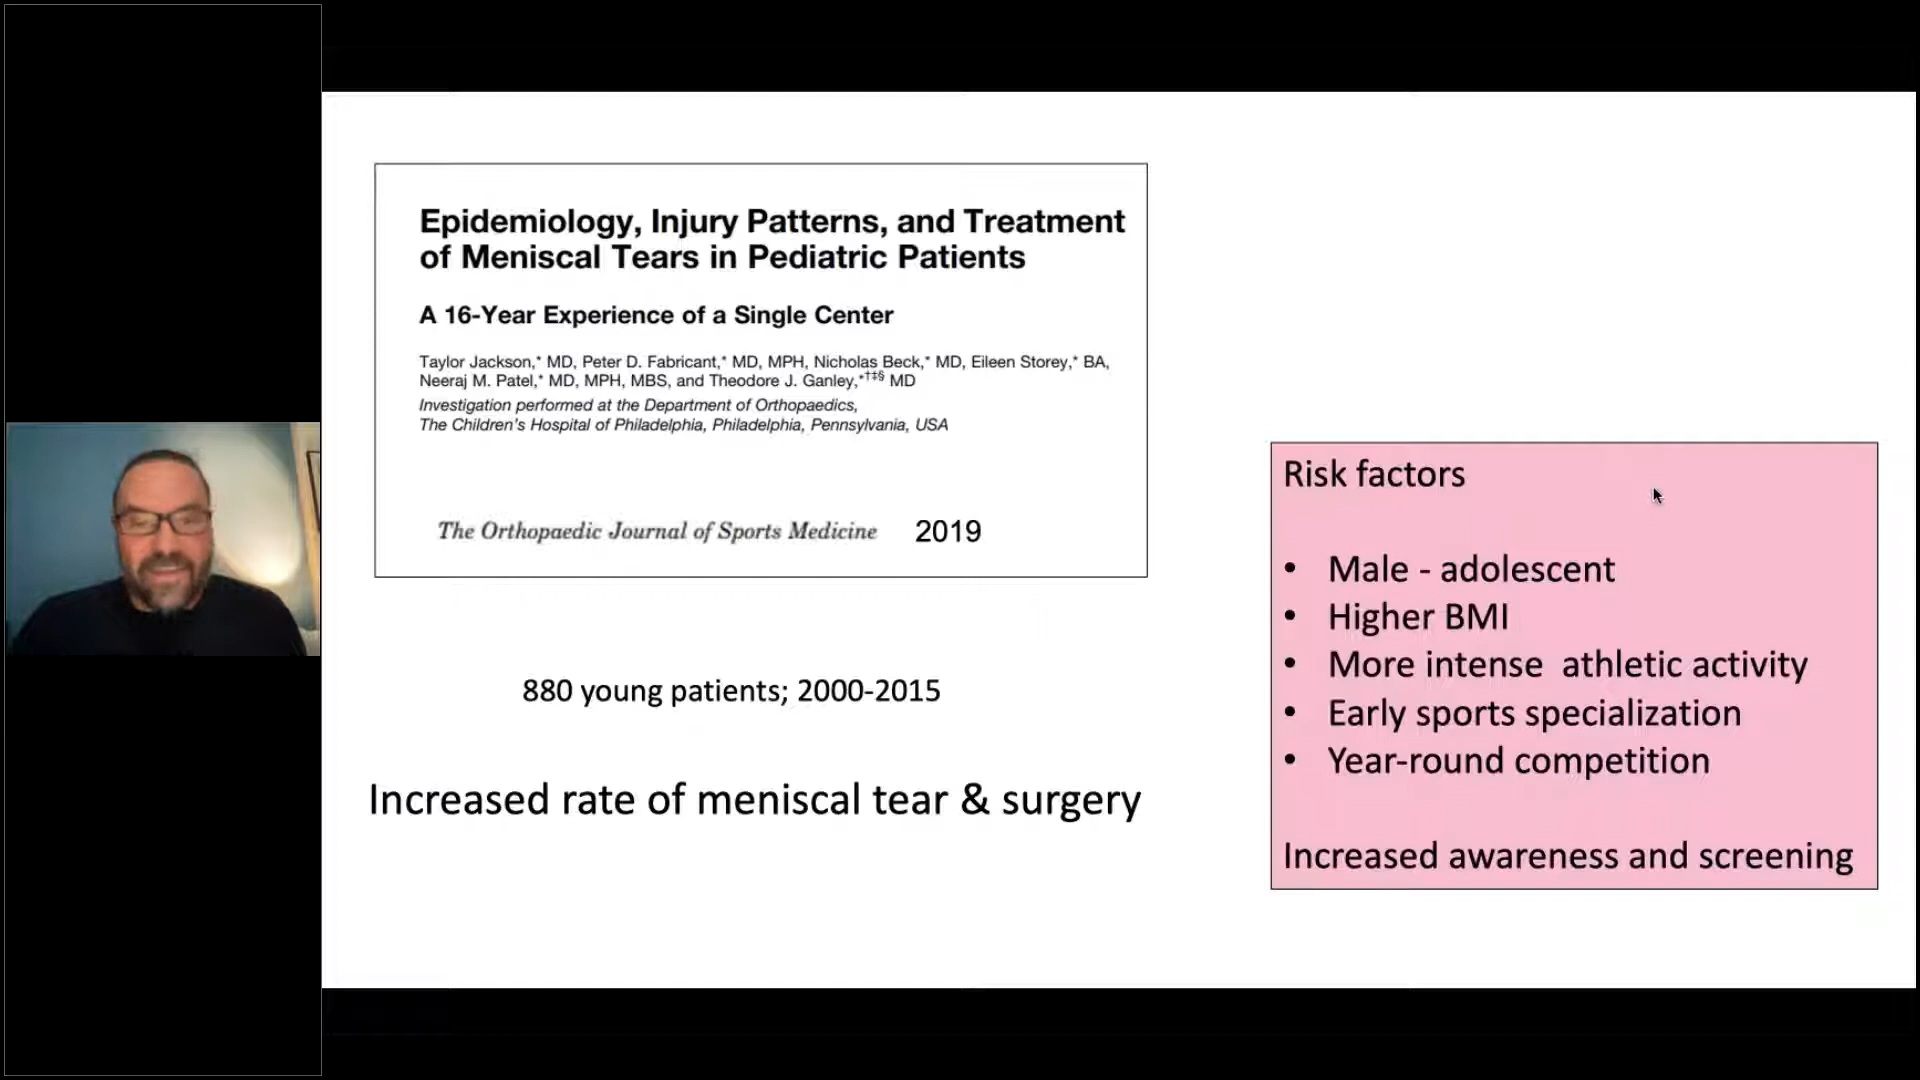 Epidemiology, Injury Patterns, and Treatment
of Meniscal Tears in Pediatric Patients
A 16-Year Experience of a Single Center
Taylor Jackson,* MD, Peter D. Fabricant,* MD, MPH, Nicholas Beck,* MD, Eileen Storey,* BA,
Neeraj M. Patel,* MD, MPH, MBS, and Theodore J. Ganley,*†‡§ MD
Investigation performed at the Department of Orthopaedics,
The Children's Hospital of Philadelphia, Philadelphia, Pennsylvania, USA
The Orthopaedic Journal of Sports Medicine 2019
880 young patients; 2000-2015
Increased rate of meniscal tear & surgery
Risk factors
• Male - adolescent
• Higher BMI
• More intense  athletic activity
• Early sports specialization
• Year-round competition
Increased awareness and screening